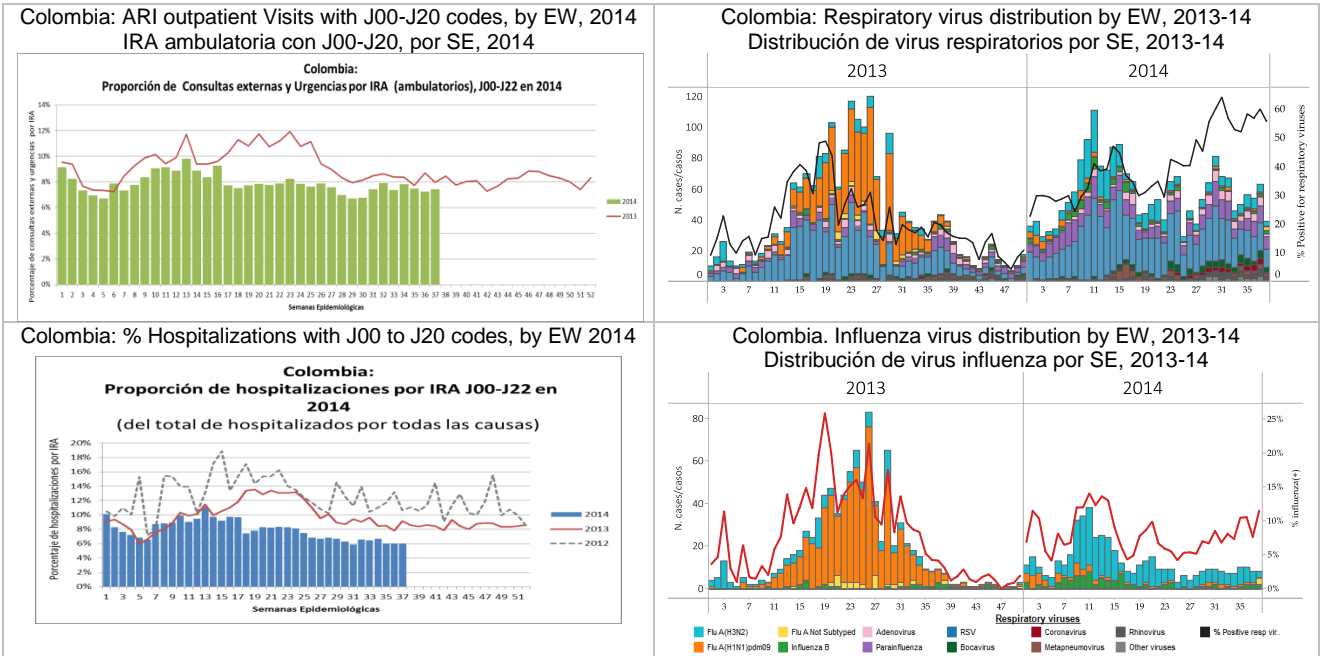 Colombia: ARI outpatient Visits with J00-J20 codes, by EW, 2014
IRA ambulatoria con J00-J20, por SE, 2014
Colombia:
Proporción de Consultas externas y Urgencias por IRA (ambulatorios), J00-J22 en 2014
Porcentaje de consultas externas y urgencias por IRA
14%
12%
10%
8%
6%
4%
2%
0%
2014
2013
1 2 3 4 5 6 7 8 9 10 11 12 13 14 15 16 17 18 19 20 21 22 23 24 25 26 27 28 29 30 31 32 33 34 35 36 37 38 39 40 41 42 43 44 45 46 47 48 49 50 51 52
Semanas Epidemiológicas
Colombia: Respiratory virus distribution by EW, 2013-14
Distribución de virus respiratorios por SE, 2013-14
2013 2014
N. cases/casos
120
100
80
60
40
20
0
60
50
40
30
20
10
0
% Positive for respiratory viruses
3 7 11 15 19 23 27 31 35 39 43 47 3 7 11 15 19 23 27 31 35
Colombia: % Hospitalizations with J00 to J20 codes, by EW 2014
Colombia:
Proporción de hospitalizaciones por IRA J00-J22 en
2014
(del total de hospitalizados por todas las causas)
Porcentaje de hospitalizaciones por IRA
20%
18%
16%
14%
12%
10%
8%
6%
4%
2%
0%
2014
2013
2012
1 3 5 7 9 11 13 15 17 19 21 23 25 27 29 31 33 35 37 39 41 43 45 47 49 51
Semanas Epidemiológicas
Colombia. Influenza virus distribution by EW, 2013-14
Distribución de virus influenza por SE, 2013-14
2013 2014
N. cases/casos
80
60
40
20
0
25%
20%
15%
10%
5%
0%
% influenza(+)
3 7 11 15 19 23 27 31 35 39 43 47 3 7 11 15 19 23 27 31 35
Respiratory viruses
Flu A(H3N2) Flu A Not Subtyped Adenovirus RSV Coronavirus Rhinovirus % Positive resp vir..
Flu A(H1N1)pdm09 Influenza B Parainfluenza Bocavirus Metapneumovirus Other viruses